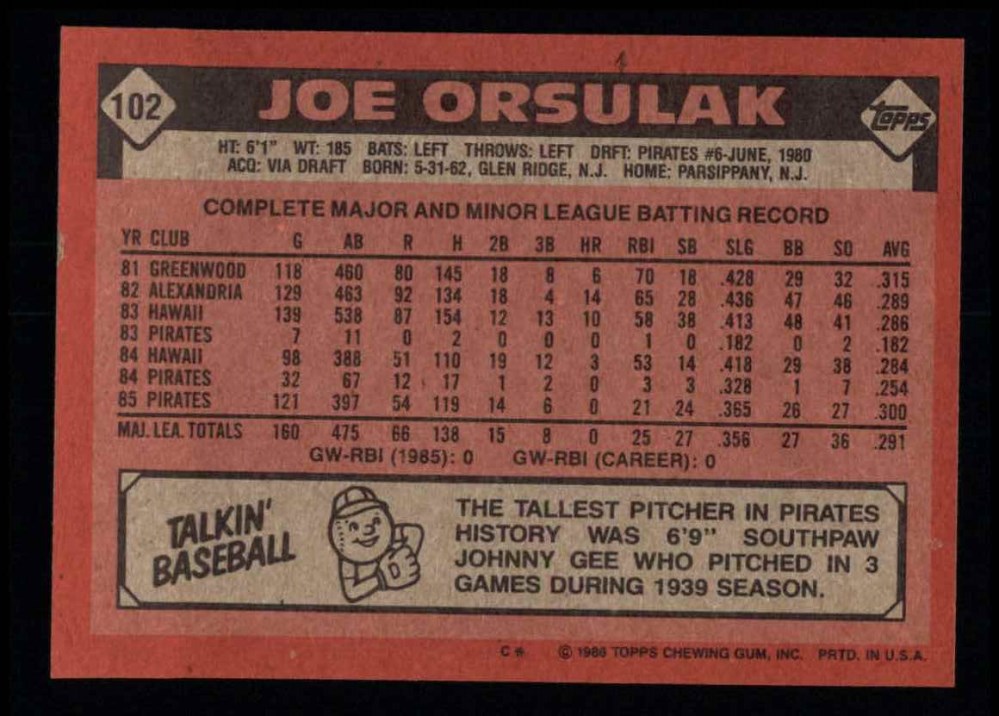 102 JOE ORSULAK topps
HT: 6'1" WT: 185 BATS: LEFT THROWS: LEFT DRFT: PIRATES #6-JUNE, 1980
ACQ: VIA DRAFT BORN: 5-31-62, GLEN RIDGE, N.J. HOME: PARSIPPANY, N.J.
COMPLETE MAJOR AND MINOR LEAGUE BATTING RECORD
YR CLUB G AB R H 2B 3B HR RBI SB SLG BB SO AVG
81 GREENWOOD 118 460 80 145 18 8 6 70 18 .428 29 32 .315
82 ALEXANDRIA 129 463 92 134 18 4 14 65 28 .436 47 46 .289
83 HAWAII 139 538 87 154 12 13 10 58 38 .413 48 41 .286
83 PIRATES 7 11 0 2 0 0 0 1 0 .182 0 2 .182
84 HAWAII 98 388 51 110 19 12 3 53 14 .418 29 38 .284
84 PIRATES 32 67 12 17 1 2 0 3 3 .328 1 7 .254
85 PIRATES 121 397 54 119 14 6 0 21 24 .365 26 27 .300
MAJ. LEA. TOTALS 160 475 66 138 15 8 0 25 27 .356 27 36 .291
GW-RBI (1985): 0 GW-RBI (CAREER): 0
TALKIN'
BASEBALL
THE TALLEST PITCHER IN PIRATES
HISTORY WAS 6'9" SOUTHPAW
JOHNNY GEE WHO PITCHED IN 3
GAMES DURING 1939 SEASON.
C* © 1986 TOPPS CHEWING GUM, INC. PRTD. IN U.S.A.